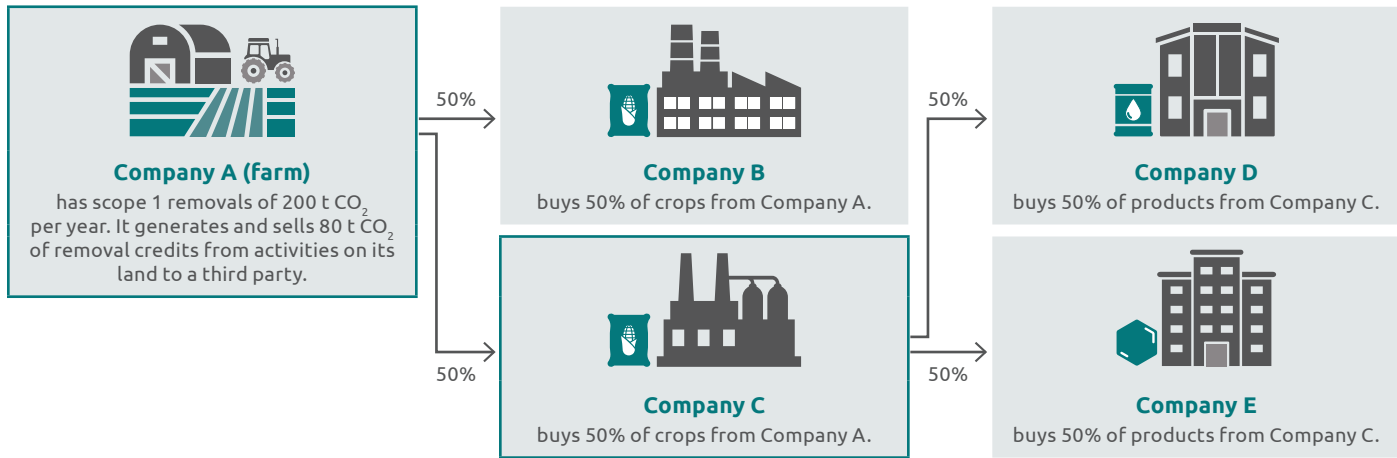 Company A (farm)
has scope 1 removals of 200 t CO₂
per year. It generates and sells 80 t CO₂
of removal credits from activities on its
land to a third party.
50%
50%
Company B
buys 50% of crops from Company A.
Company C
buys 50% of crops from Company A.
50%
50%
Company D
buys 50% of products from Company C.
Company E
buys 50% of products from Company C.